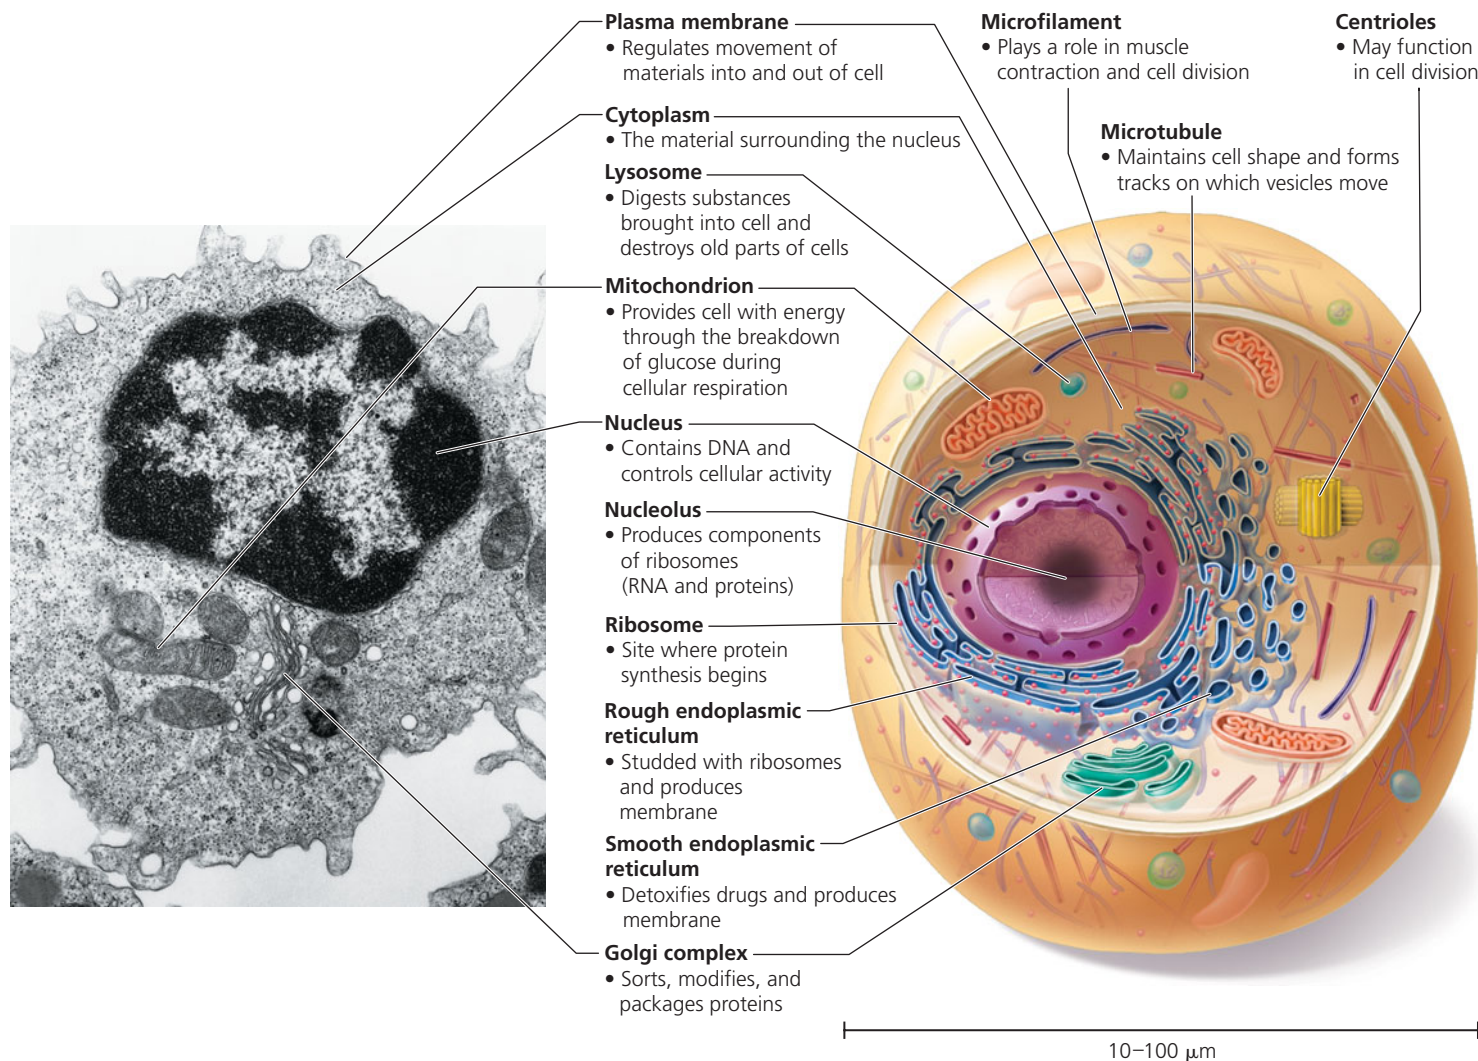 Plasma membrane
• Regulates movement of
materials into and out of cell
Cytoplasm
• The material surrounding the nucleus
Lysosome
• Digests substances
brought into cell and
destroys old parts of cells
Mitochondrion
• Provides cell with energy
through the breakdown
of glucose during
cellular respiration
Nucleus
• Contains DNA and
controls cellular activity
Nucleolus
• Produces components
of ribosomes
(RNA and proteins)
Ribosome
• Site where protein
synthesis begins
Rough endoplasmic
reticulum
• Studded with ribosomes
and produces
membrane
Smooth endoplasmic
reticulum
• Detoxifies drugs and produces
membrane
Golgi complex
• Sorts, modifies, and
packages proteins
Microfilament
• Plays a role in muscle
contraction and cell division
Centrioles
• May function
in cell division
Microtubule
• Maintains cell shape and forms
tracks on which vesicles move
10–100 μm